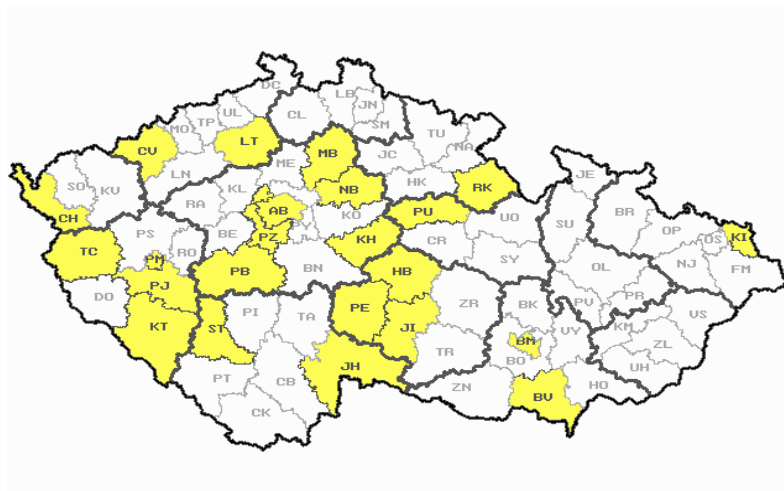 DC
LB
JN
UL
CL
SM
TP
MO
TU
LT
NA
CV
MB
JC
ME
LN
JE
SO
KV
KL
NB
HK
RK
RA
AB
KO
PU
UO
BR
CH
PS
BE
PZ
PY
KH
CR
SU
OP
OS
KI
TC
RO
PM
SY
OL
NJ
FM
PB
BN
HB
PJ
DO
PE
ZR
PR
PV
BK
ST
PI
TA
JI
VS
KT
VY
KM
BM
ZL
TR
BO
JH
UH
PT
CB
ZN
HO
BV
CK